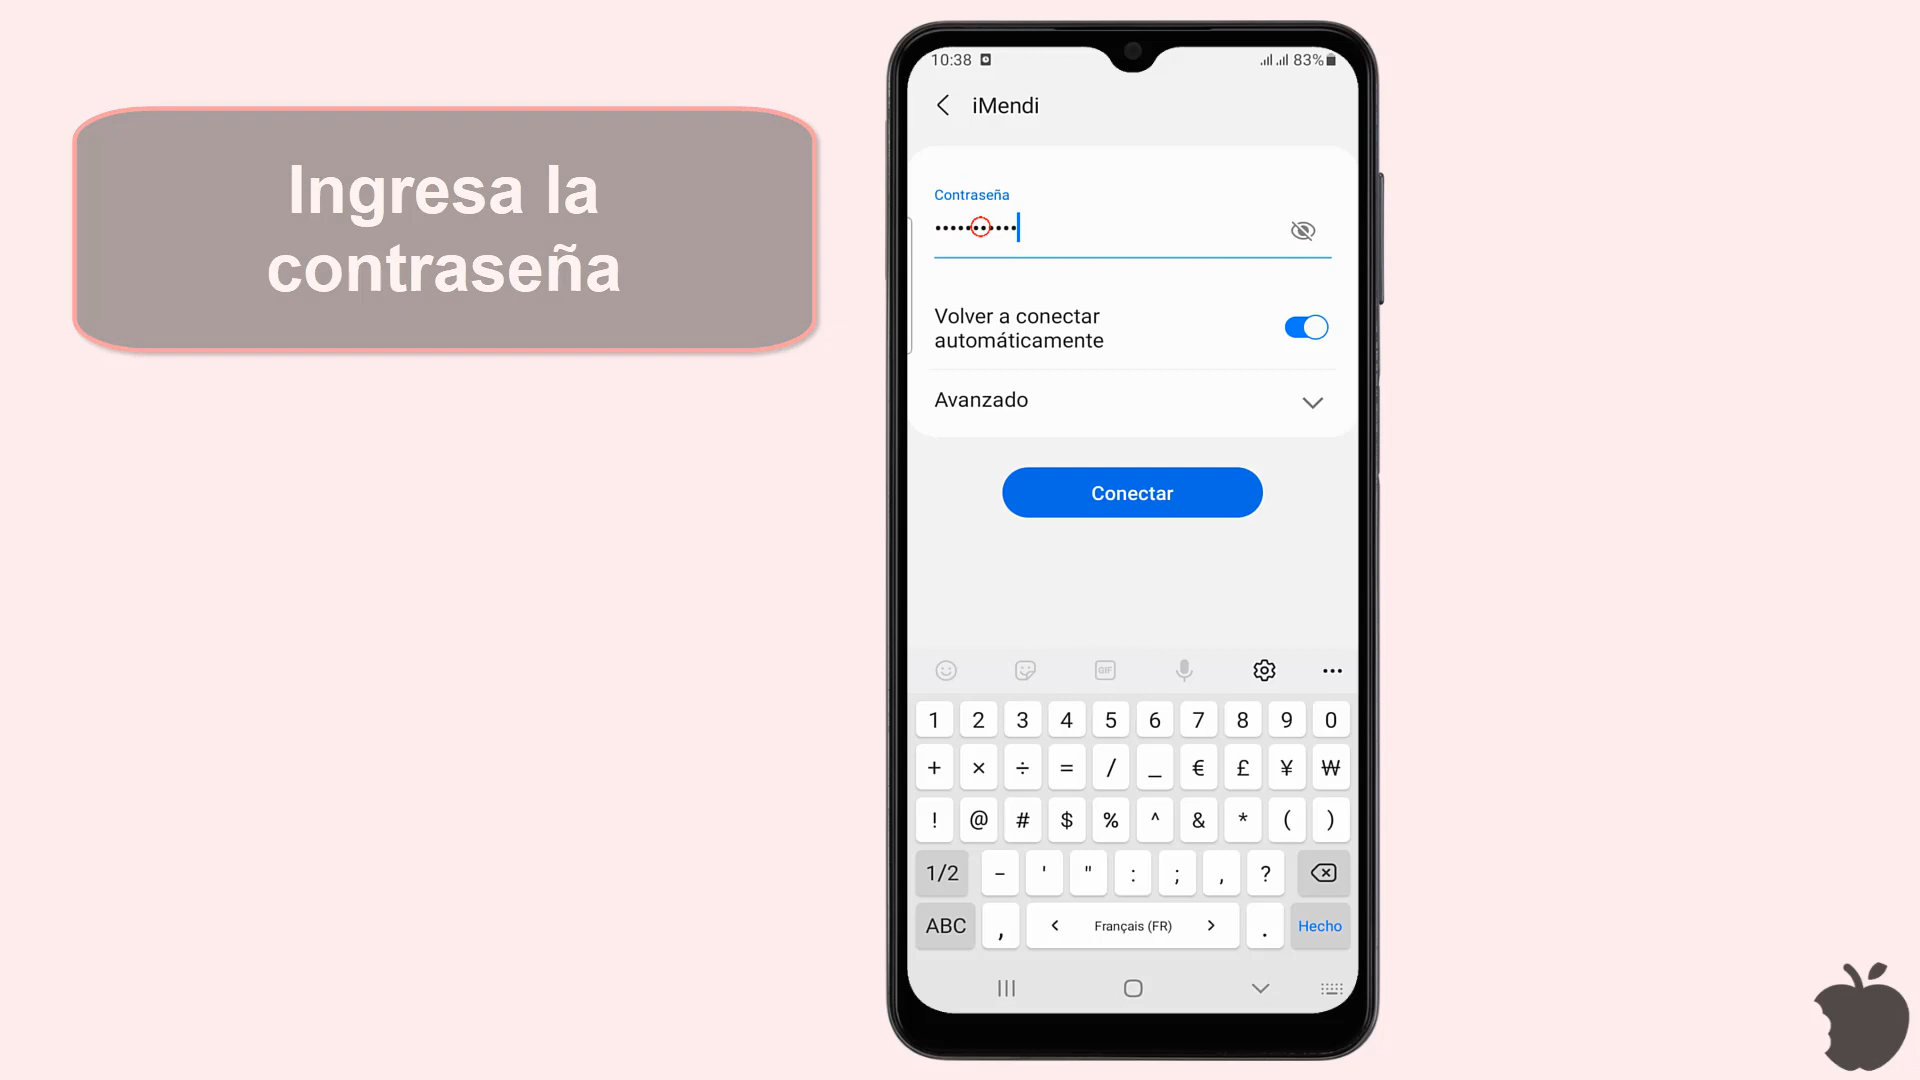 Ingresa la
contraseña
10:38
83%
iMendi
Contraseña
•••••••••••
Volver a conectar
automáticamente
Avanzado
Conectar
GIF
1 2 3 4 5 6 7 8 9 0
+ × ÷ = / _ € £ ¥ ₩
! @ # $ % ^ & * ( )
1/2 - ' " : ; , ?
ABC , < Français (FR) > . Hecho